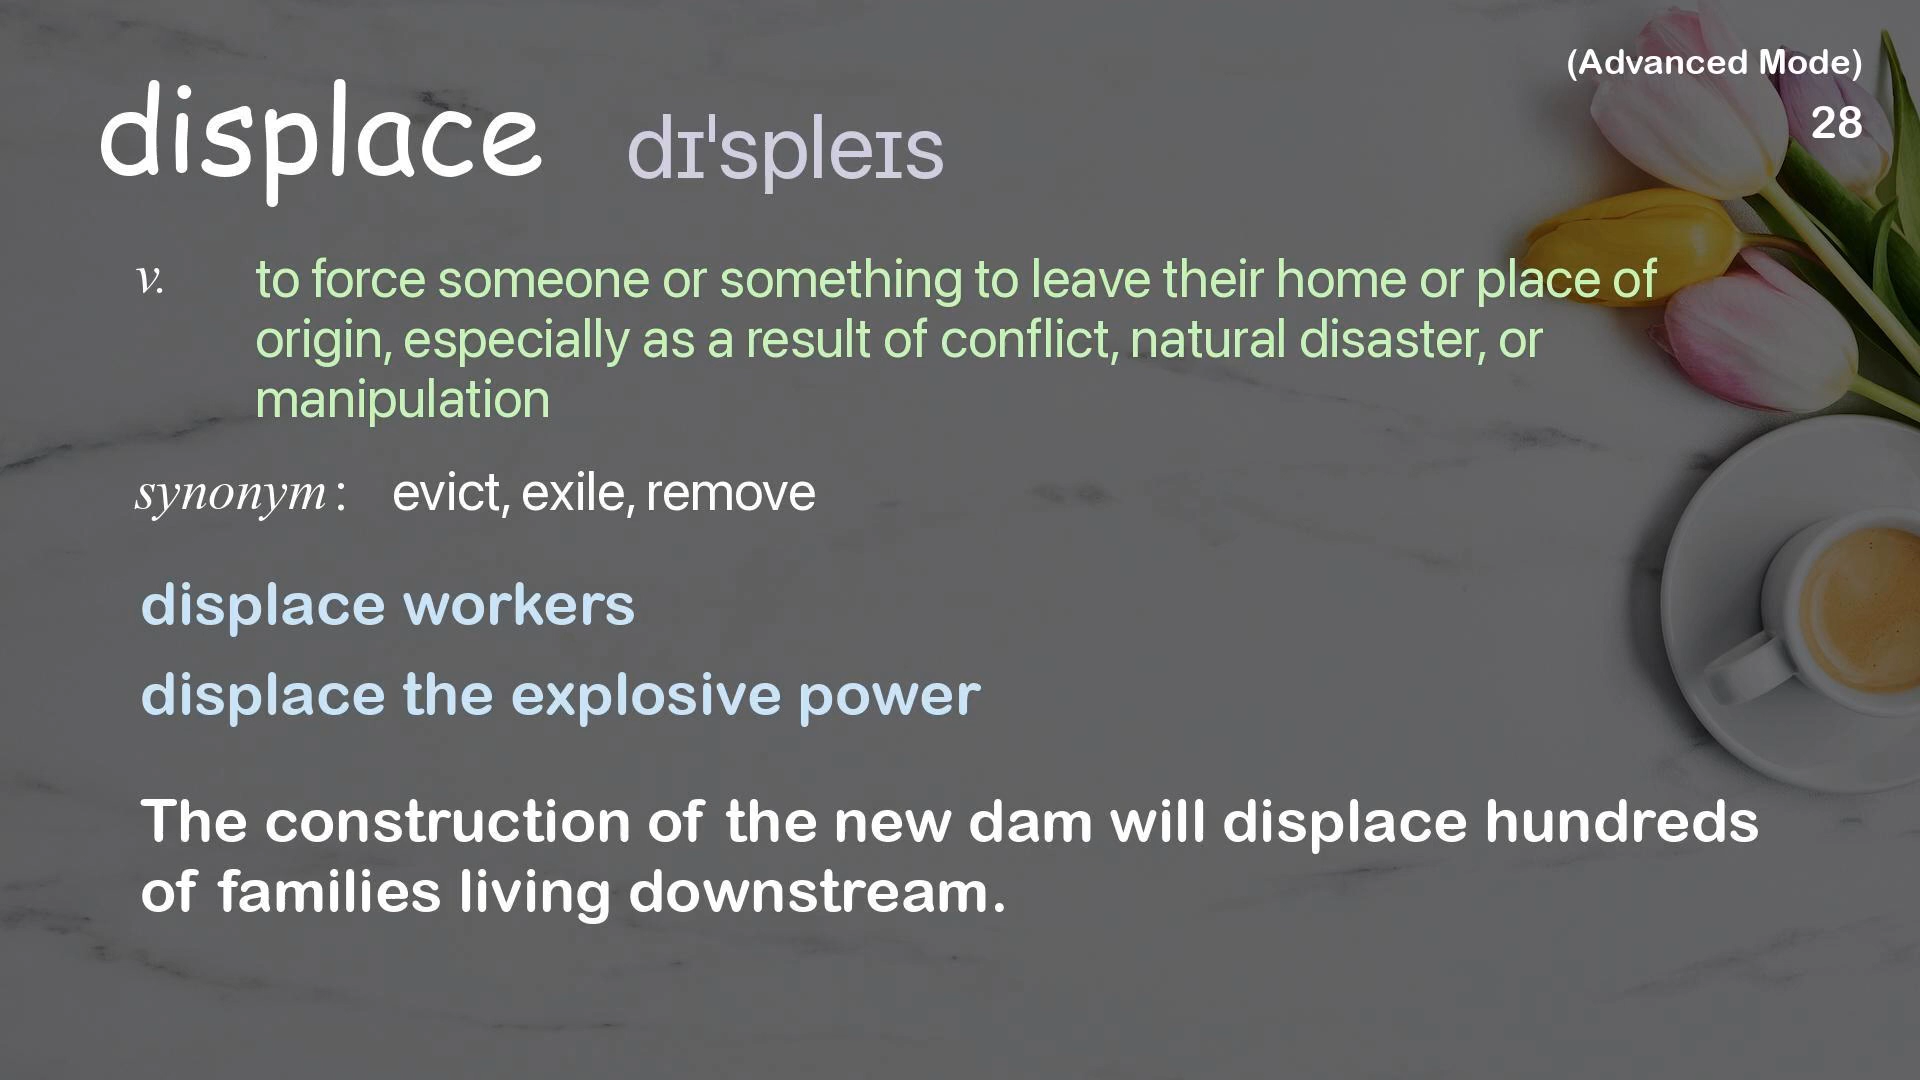 (Advanced Mode)
28
displace dɪ'spleɪs
v. to force someone or something to leave their home or place of
origin, especially as a result of conflict, natural disaster, or
manipulation
synonym : evict, exile, remove
displace workers
displace the explosive power
The construction of the new dam will displace hundreds
of families living downstream.